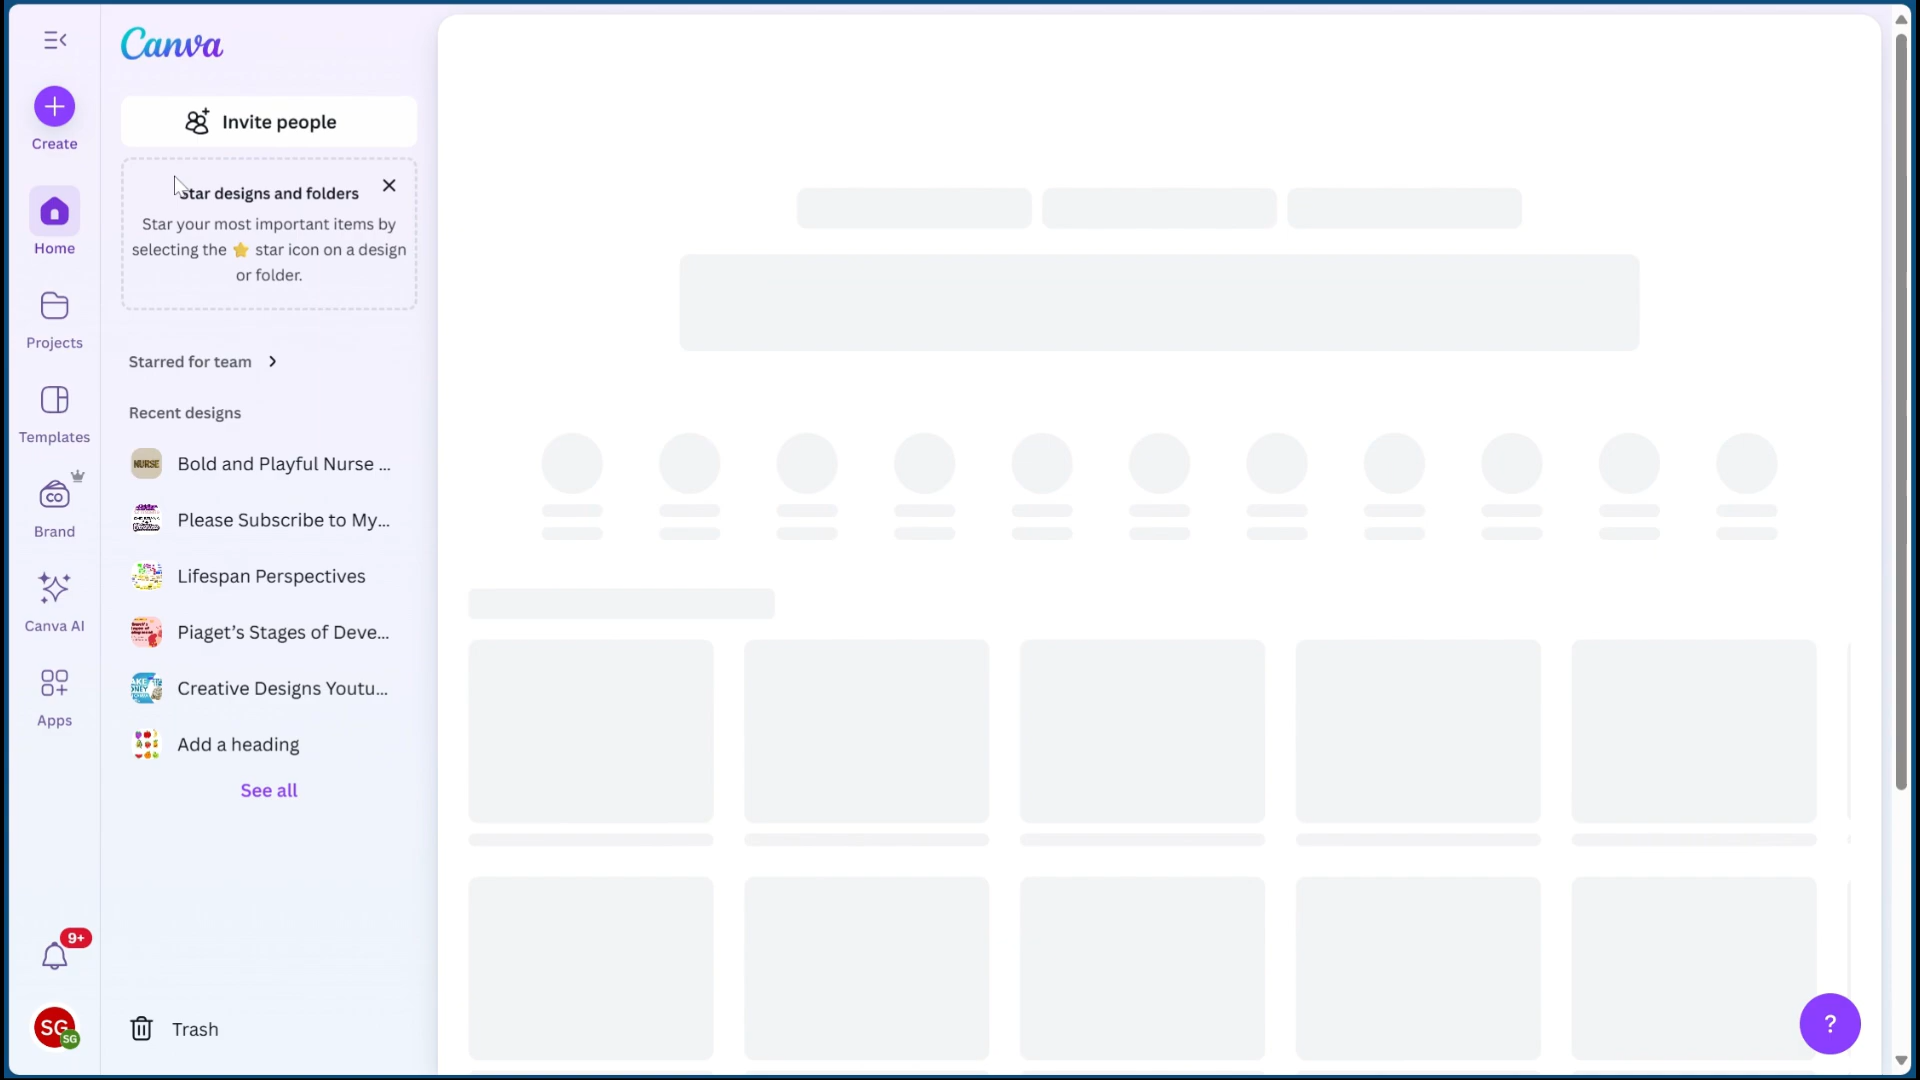 Canva
Create
Invite people
Star designs and folders
Star your most important items by
selecting the ⭐ star icon on a design
or folder.
Home
Projects
Templates
Brand
CO
Canva AI
Apps
Starred for team
Recent designs
NURSE
Bold and Playful Nurse ...
Please Subscribe to My...
Lifespan Perspectives
Piaget’s Stages of Deve...
Creative Designs Youtu...
Add a heading
See all
9+
SG
SG
Trash
?